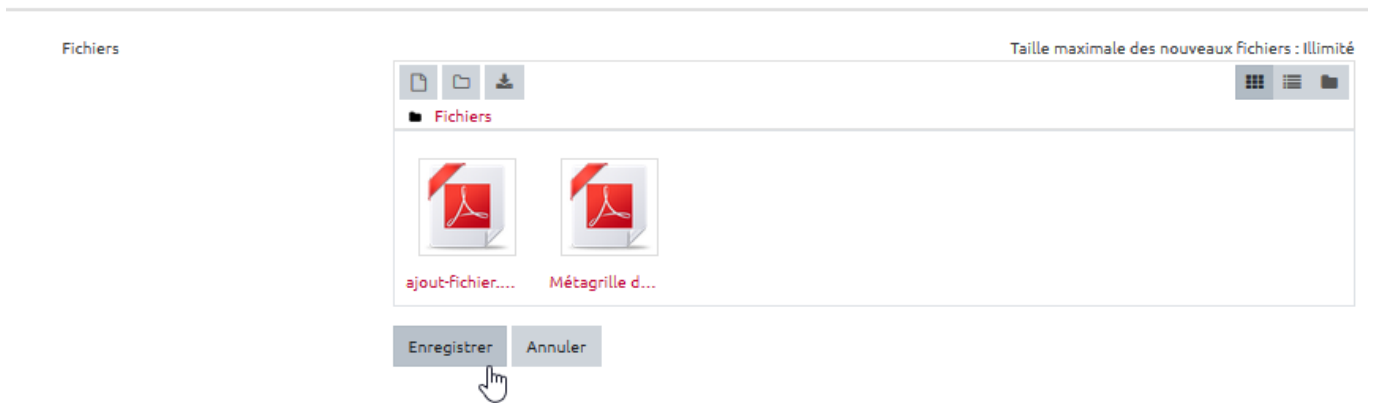 Fichiers
Taille maximale des nouveaux fichiers : Illimité
Fichiers
ajout-fichier.... Métagrille d...
Enregistrer Annuler